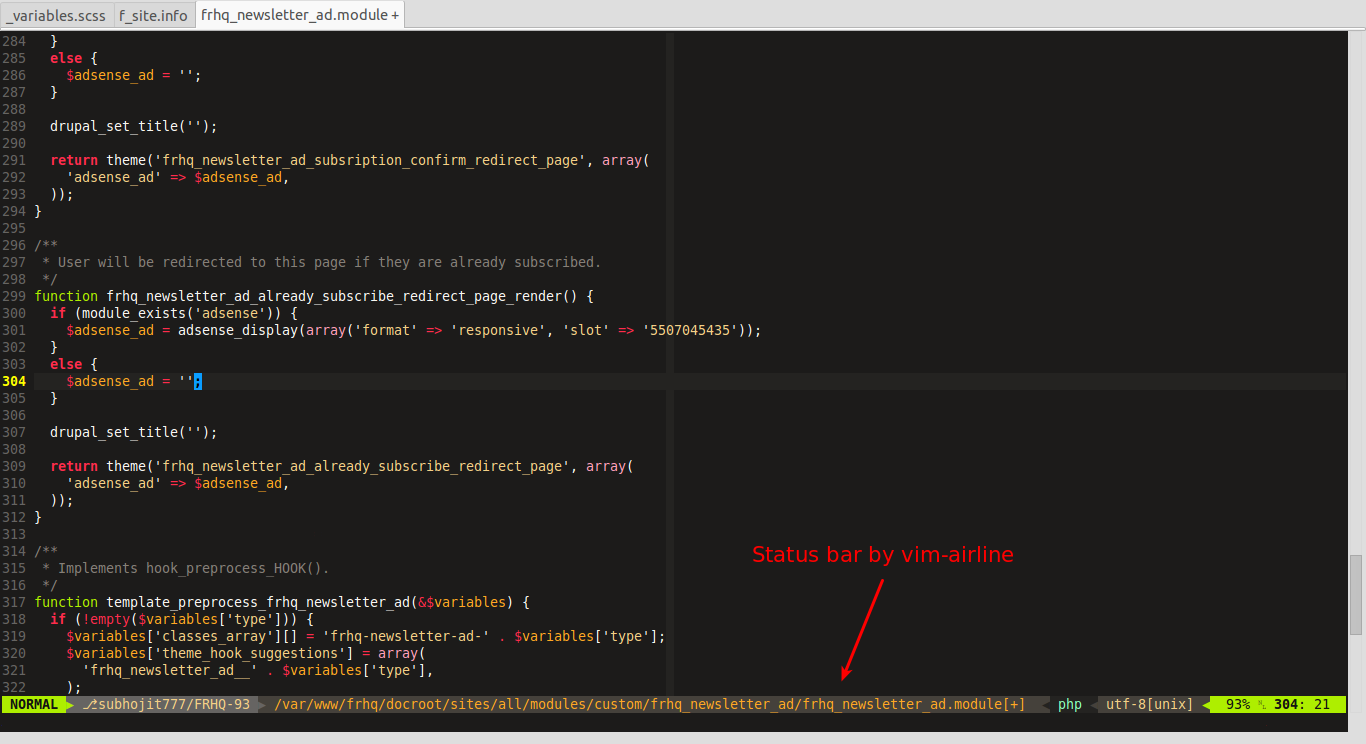 _variables.scss f_site.info frhq_newsletter_ad.module +
284   }
285   else {
286     $adsense_ad = '';
287   }
288
289   drupal_set_title('');
290
291   return theme('frhq_newsletter_ad_subsription_confirm_redirect_page', array(
292     'adsense_ad' => $adsense_ad,
293   ));
294 }
295
296 /**
297  * User will be redirected to this page if they are already subscribed.
298  */
299 function frhq_newsletter_ad_already_subscribe_redirect_page_render() {
300   if (module_exists('adsense')) {
301     $adsense_ad = adsense_display(array('format' => 'responsive', 'slot' => '5507045435'));
302   }
303   else {
304     $adsense_ad = '';
305   }
306
307   drupal_set_title('');
308
309   return theme('frhq_newsletter_ad_already_subscribe_redirect_page', array(
310     'adsense_ad' => $adsense_ad,
311   ));
312 }
313
314 /**
315  * Implements hook_preprocess_HOOK().
316  */
317 function template_preprocess_frhq_newsletter_ad(&$variables) {
318   if (!empty($variables['type'])) {
319     $variables['classes_array'][] = 'frhq-newsletter-ad-' . $variables['type'];
320     $variables['theme_hook_suggestions'] = array(
321       'frhq_newsletter_ad__' . $variables['type'],
322     );
Status bar by vim-airline
NORMAL ⎇subhojit777/FRHQ-93 /var/www/frhq/docroot/sites/all/modules/custom/frhq_newsletter_ad/frhq_newsletter_ad.module[+] php utf-8[unix] 93% ␤ 304: 21